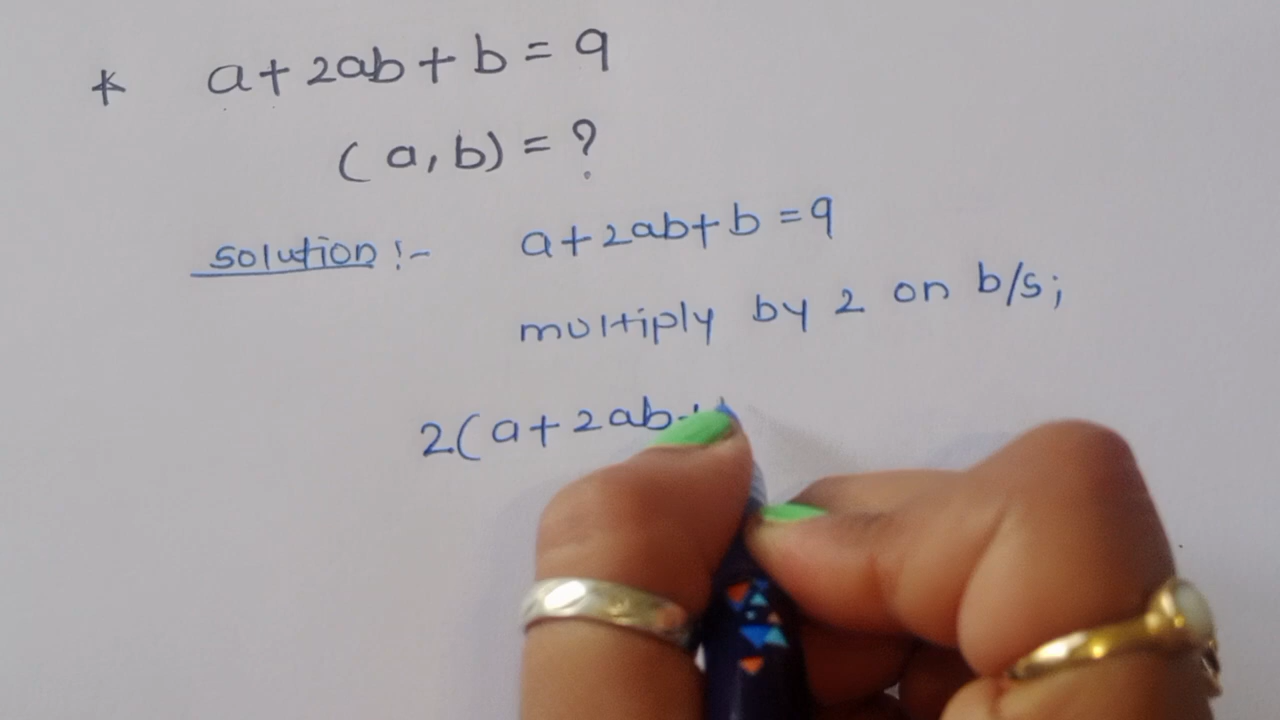 * a+2ab+b=9
(a,b)=?
solution:- a+2ab+b=9
multiply by 2 on b/s;
2(a+2ab+